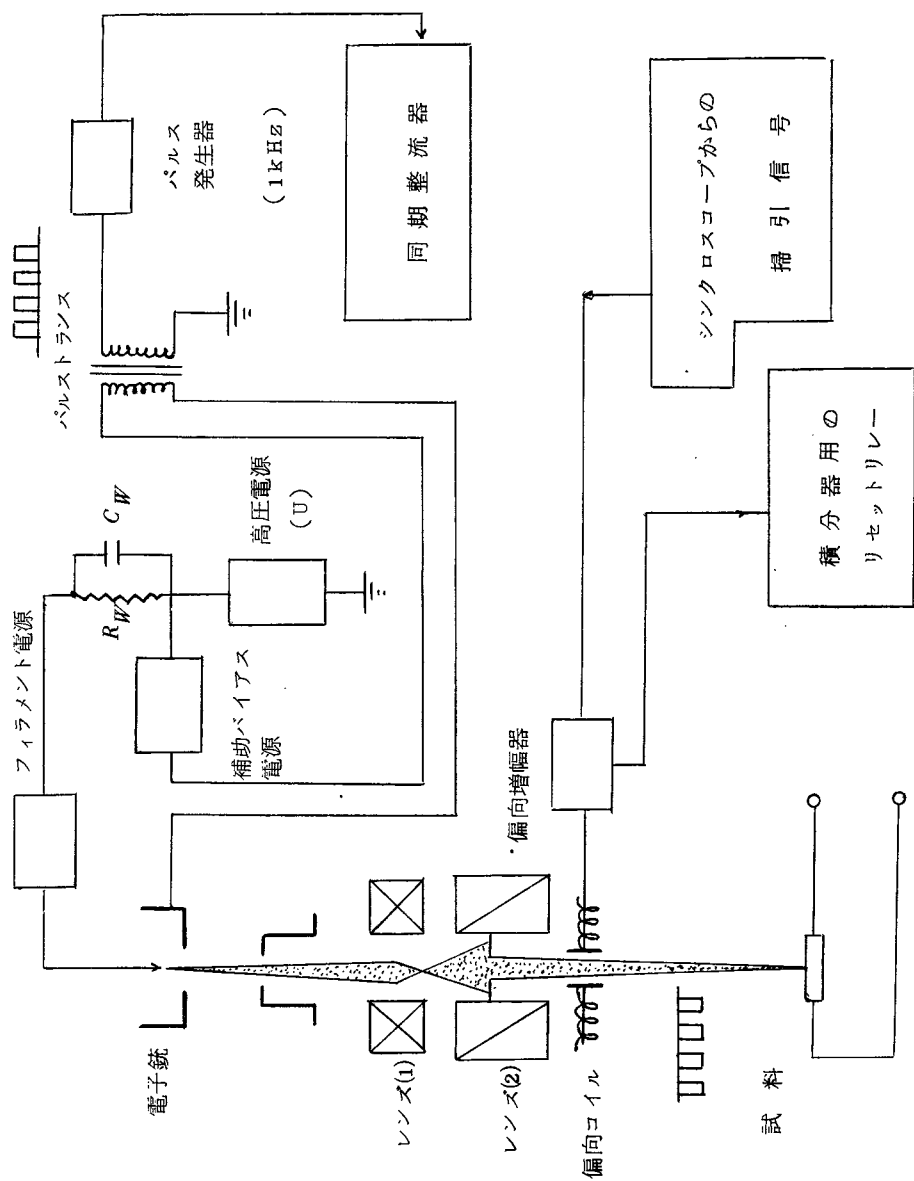 フィラメント電源
R_W
C_W
補助バイアス
電源
高圧電源
(U)
パルストランス
パルス
発生器
(1kHz)
同期整流器
電子銃
レンズ(1)
レンズ(2)
偏向コイル
偏向増幅器
シンクロスコープからの
掃引信号
積分器用の
リセットリレー
試料